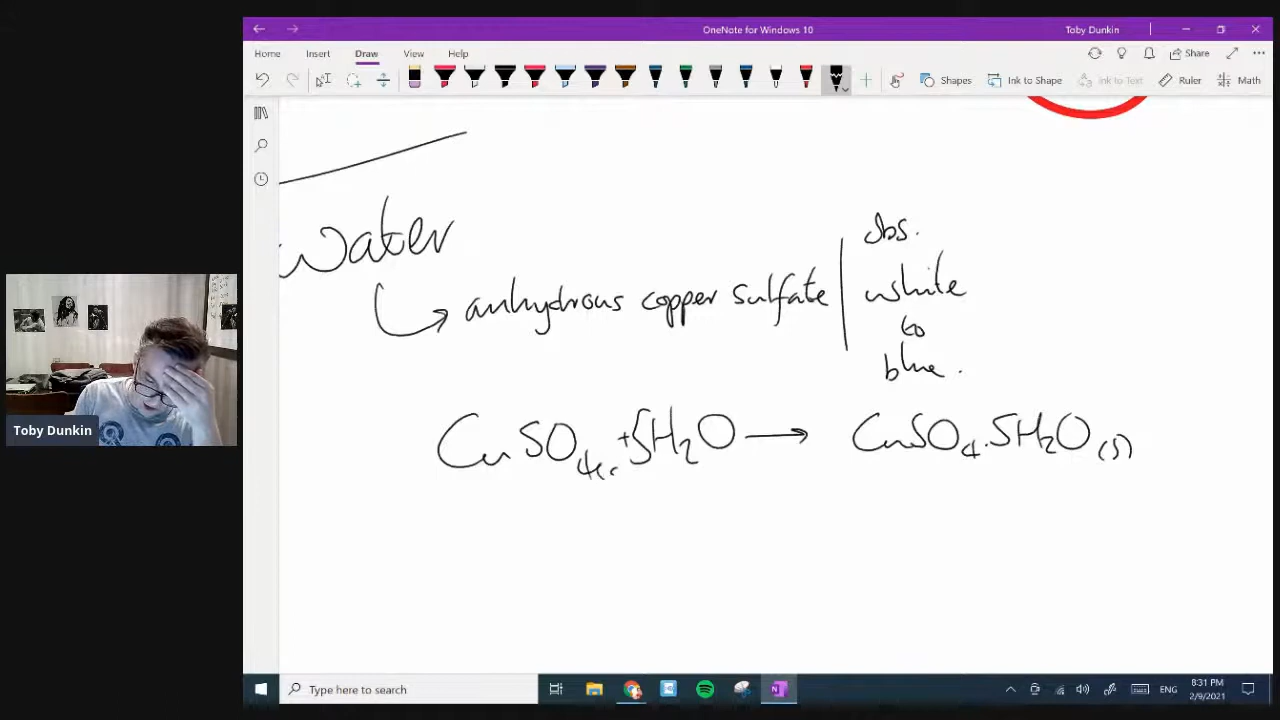 OneNote for Windows 10
Toby Dunkin
Home Insert Draw View Help
Share
Shapes Ink to Shape Ink to Text Ruler Math
water
anhydrous copper sulfate
obs.
white
to
blue.
CuSO4( +5H2O → CuSO4.5H2O(s)
Toby Dunkin
Type here to search
ENG
8:31 PM
2/9/2021